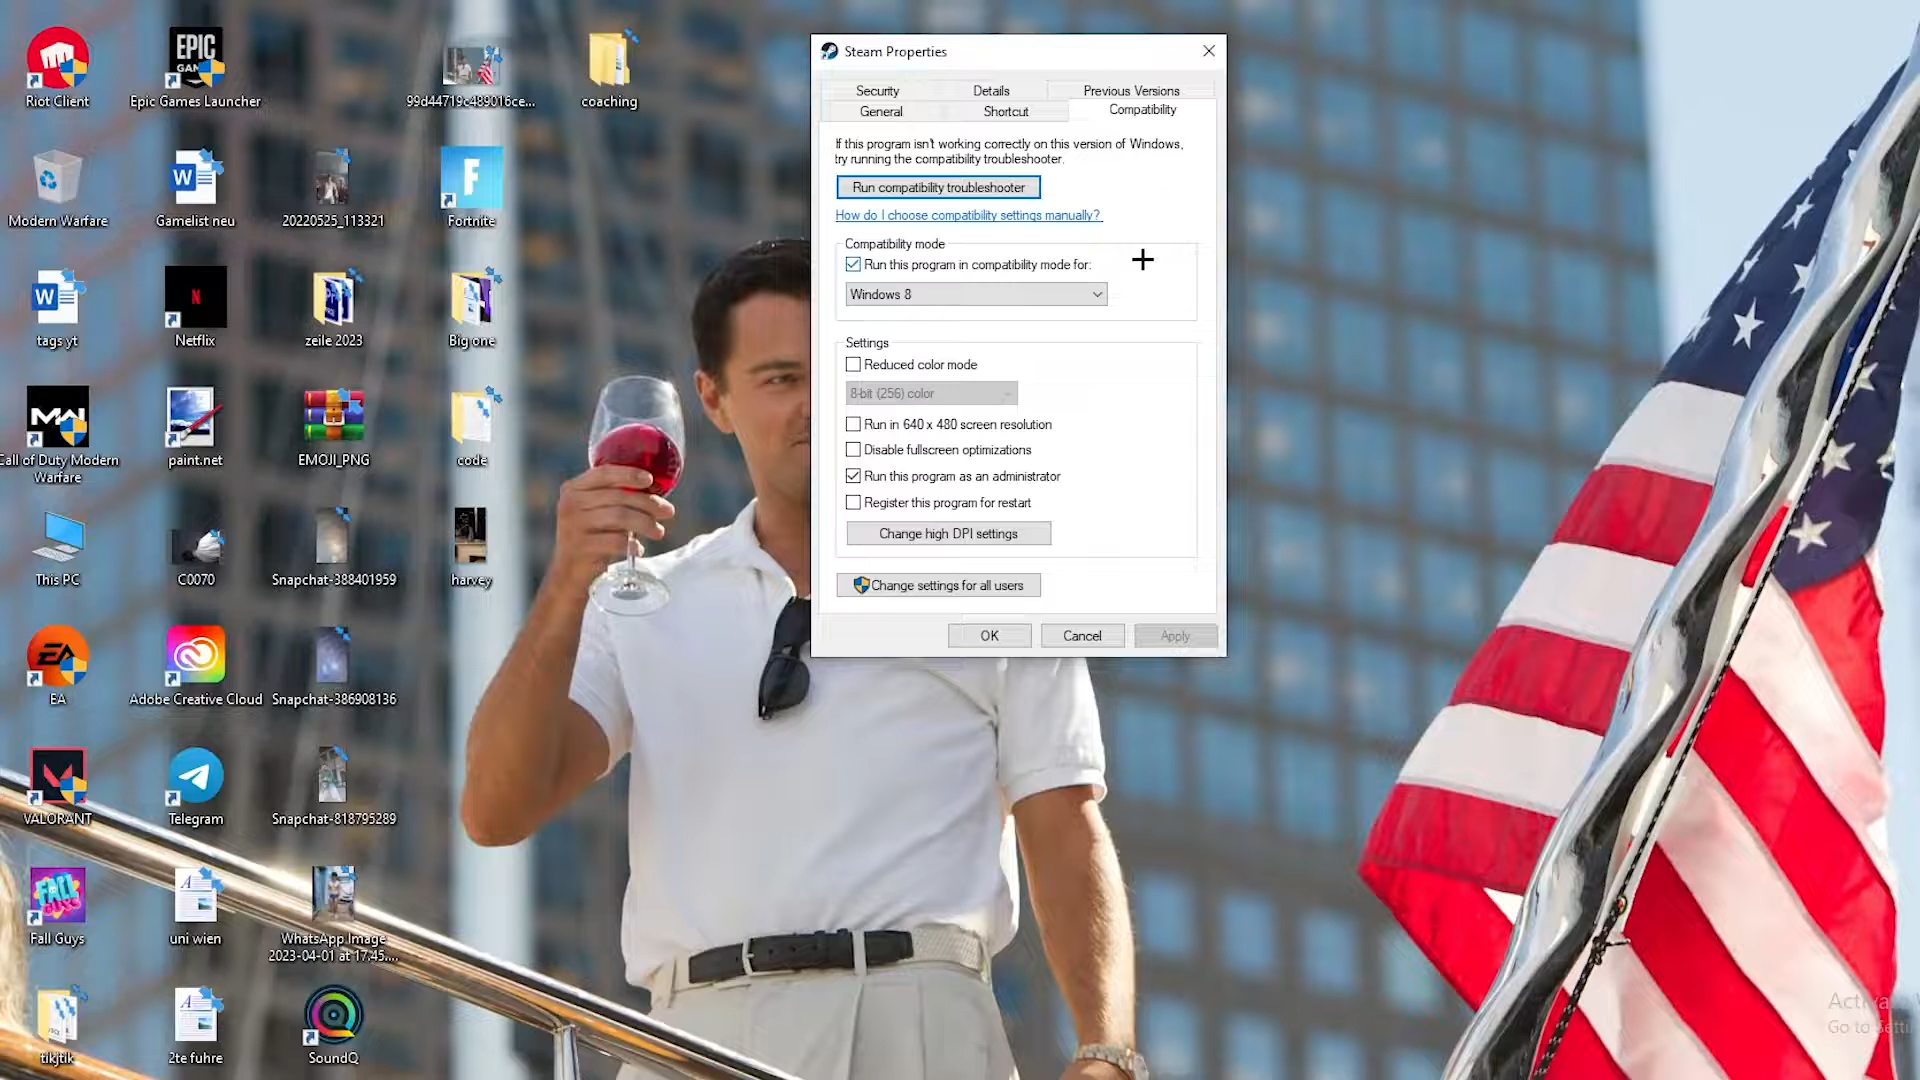 Riot Client
EPIC
GAMES
Epic Games Launcher
99d44719c489016ce...
coaching
Modern Warfare
W
Gamelist neu
20220525_113321
F
Fortnite
W
tags yt
N
Netflix
zeile 2023
Big one
MW
Call of Duty Modern
Warfare
paint.net
EMOJI_PNG
code
This PC
C0070
Snapchat-388401959
harvey
EA
EA
Adobe Creative Cloud
Snapchat-386908136
VALORANT
Telegram
Snapchat-818795289
FALL
GUYS
Fall Guys
A
uni wien
WhatsApp Image
2023-04-01 at 17.45....
tikjtik
A
2te fuhre
SoundQ
Steam Properties
Security
Details
Previous Versions
General
Shortcut
Compatibility
If this program isn't working correctly on this version of Windows,
try running the compatibility troubleshooter.
Run compatibility troubleshooter
How do I choose compatibility settings manually?
Compatibility mode
Run this program in compatibility mode for:
Windows 8
Settings
Reduced color mode
8-bit (256) color
Run in 640 x 480 screen resolution
Disable fullscreen optimizations
Run this program as an administrator
Register this program for restart
Change high DPI settings
Change settings for all users
OK
Cancel
Apply
Activa
Go to Setti